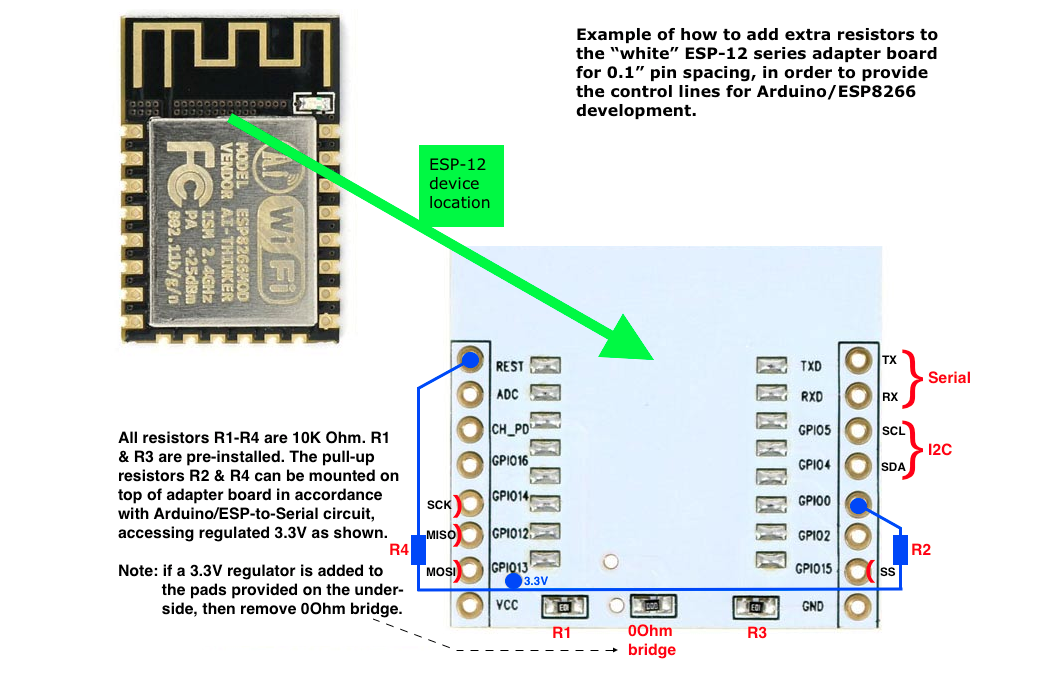 Example of how to add extra resistors to
the “white” ESP-12 series adapter board
for 0.1” pin spacing, in order to provide
the control lines for Arduino/ESP8266
development.
MODEL ESP8266MOD
VENDOR AI-THINKER
ISM 2.4GHz
PA +25dBm
802.11b/g/n
FC
Ai
WiFi
ESP-12
device
location
REST
ADC
CH_PD
GPIO16
GPIO14
GPIO12
GPIO13
VCC
TXD
RXD
GPIO5
GPIO4
GPIO0
GPIO2
GPIO15
GND
TX
RX
Serial
SCL
SDA
I2C
SS
R2
SCK
MISO
MOSI
R4
3.3V
All resistors R1-R4 are 10K Ohm. R1
& R3 are pre-installed. The pull-up
resistors R2 & R4 can be mounted on
top of adapter board in accordance
with Arduino/ESP-to-Serial circuit,
accessing regulated 3.3V as shown.
Note: if a 3.3V regulator is added to
the pads provided on the under-
side, then remove 0Ohm bridge.
R1
0Ohm
bridge
R3